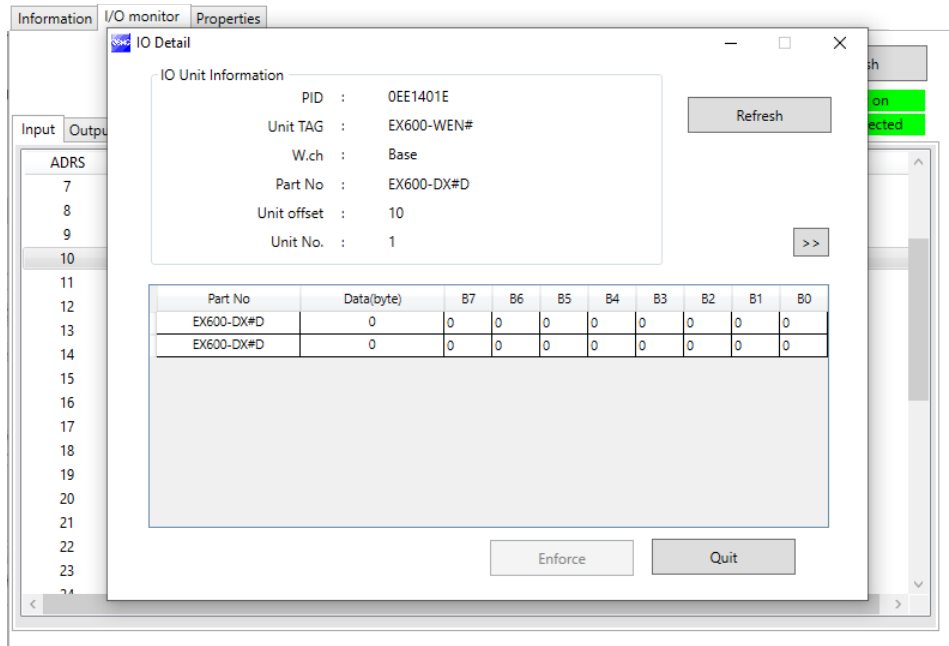 Information I/O monitor Properties
IO Detail
IO Unit Information
PID : 0EE1401E
Unit TAG : EX600-WEN#
W.ch : Base
Part No : EX600-DX#D
Unit offset : 10
Unit No. : 1
Refresh
>>
sh
on
ected
Input Outpu
ADRS
7
8
9
10
11
12
13
14
15
16
17
18
19
20
21
22
23
24
Part No Data(byte) B7 B6 B5 B4 B3 B2 B1 B0
EX600-DX#D 0 0 0 0 0 0 0 0 0
EX600-DX#D 0 0 0 0 0 0 0 0 0
Enforce Quit